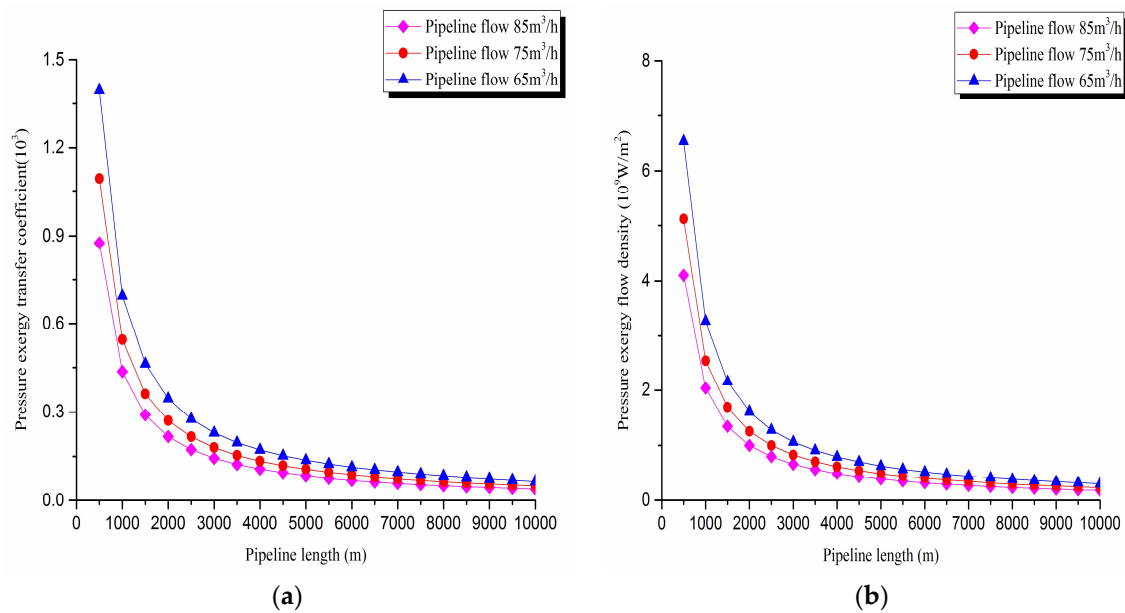 Pipeline flow 85m³/h
Pipeline flow 75m³/h
Pipeline flow 65m³/h
1.5
1.2
0.9
0.6
0.3
0.0
Pressure exergy transfer coefficient(10³)
1000 2000 3000 4000 5000 6000 7000 8000 9000 10000
Pipeline length (m)
(a)
Pipeline flow 85m³/h
Pipeline flow 75m³/h
Pipeline flow 65m³/h
8
6
4
2
0
Pressure exergy flow density (10⁹W/m²)
1000 2000 3000 4000 5000 6000 7000 8000 9000 10000
Pipeline length (m)
(b)